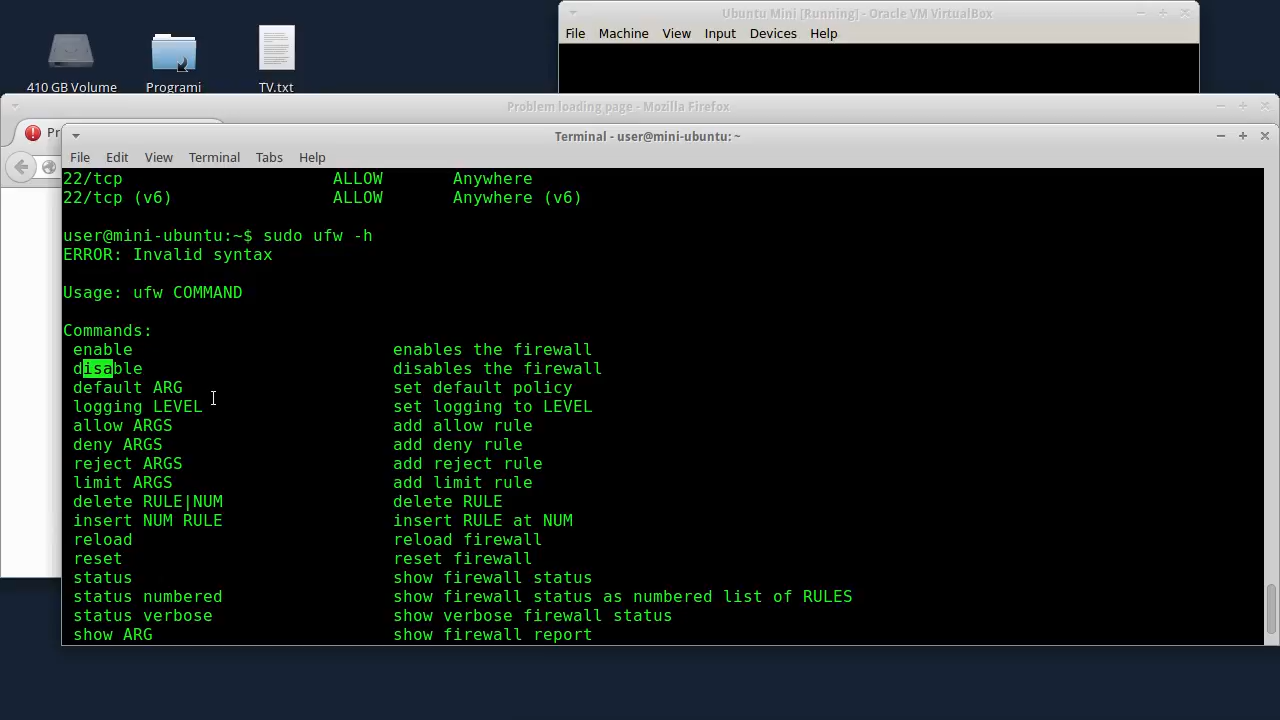 Ubuntu Mini [Running] - Oracle VM VirtualBox
File Machine View Input Devices Help
410 GB Volume
Programi
TV.txt
Problem loading page - Mozilla Firefox
Pr
Terminal - user@mini-ubuntu: ~
File Edit View Terminal Tabs Help
22/tcp ALLOW Anywhere
22/tcp (v6) ALLOW Anywhere (v6)
user@mini-ubuntu:~$ sudo ufw -h
ERROR: Invalid syntax
Usage: ufw COMMAND
Commands:
enable enables the firewall
disable disables the firewall
default ARG set default policy
logging LEVEL set logging to LEVEL
allow ARGS add allow rule
deny ARGS add deny rule
reject ARGS add reject rule
limit ARGS add limit rule
delete RULE|NUM delete RULE
insert NUM RULE insert RULE at NUM
reload reload firewall
reset reset firewall
status show firewall status
status numbered show firewall status as numbered list of RULES
status verbose show verbose firewall status
show ARG show firewall report